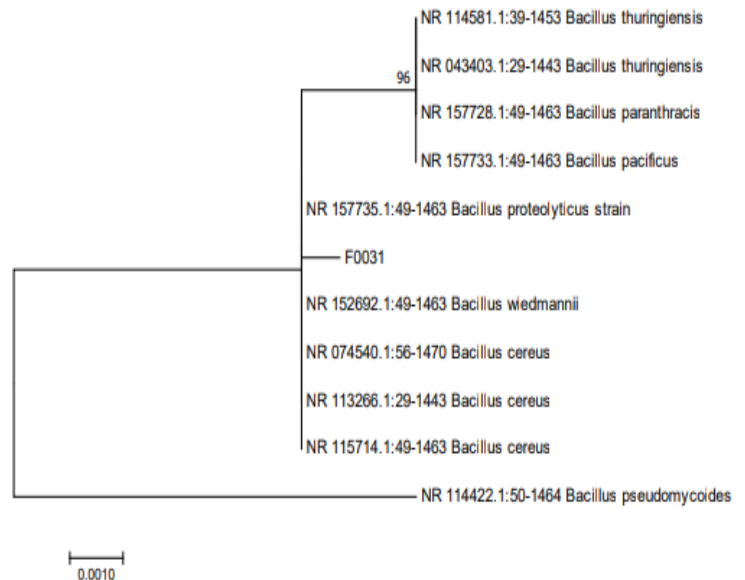 NR 114581.1:39-1453 Bacillus thuringiensis
NR 043403.1:29-1443 Bacillus thuringiensis
96
NR 157728.1:49-1463 Bacillus paranthracis
NR 157733.1:49-1463 Bacillus pacificus
NR 157735.1:49-1463 Bacillus proteolyticus strain
F0031
NR 152692.1:49-1463 Bacillus wiedmannii
NR 074540.1:56-1470 Bacillus cereus
NR 113266.1:29-1443 Bacillus cereus
NR 115714.1:49-1463 Bacillus cereus
NR 114422.1:50-1464 Bacillus pseudomycoides
0.0010